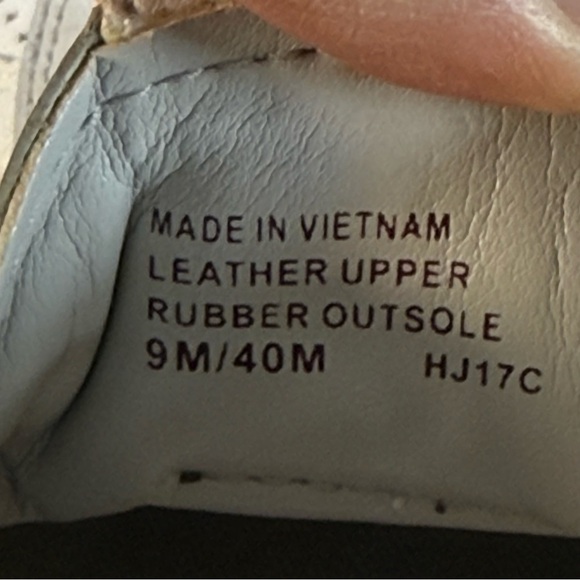 MADE IN VIETNAM
LEATHER UPPER
RUBBER OUTSOLE
9M/40M HJ17C